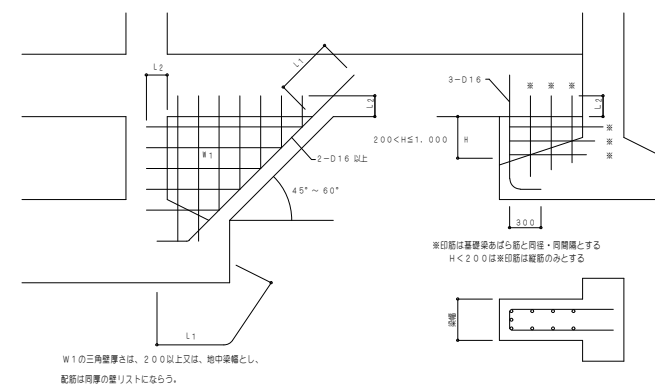 L2
L1
L2
W1
2-D16 以上
45°～60°
L1
W1の三角壁厚さは、200以上又は、地中梁幅とし、
配筋は同厚の壁リストにならう。
3-D16
※ ※ ※
L2
200<H≦1,000
H
※
※
※
300
※印筋は基礎梁あばら筋と同径・同間隔とする
H<200は※印筋は縦筋のみとする
梁幅